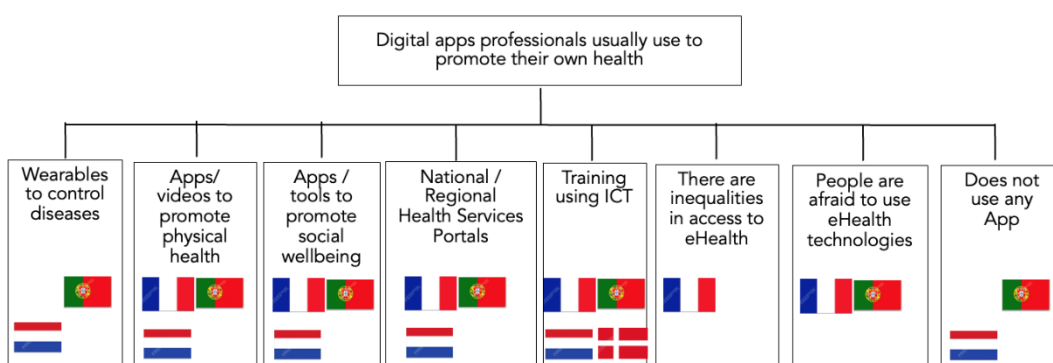 Digital apps professionals usually use to
promote their own health
Wearables
to control
diseases
Apps/
videos to
promote
physical
health
Apps /
tools to
promote
social
wellbeing
National /
Regional
Health Services
Portals
Training
using ICT
There are
inequalities
in access to
eHealth
People are
afraid to use
eHealth
technologies
Does not
use any
App